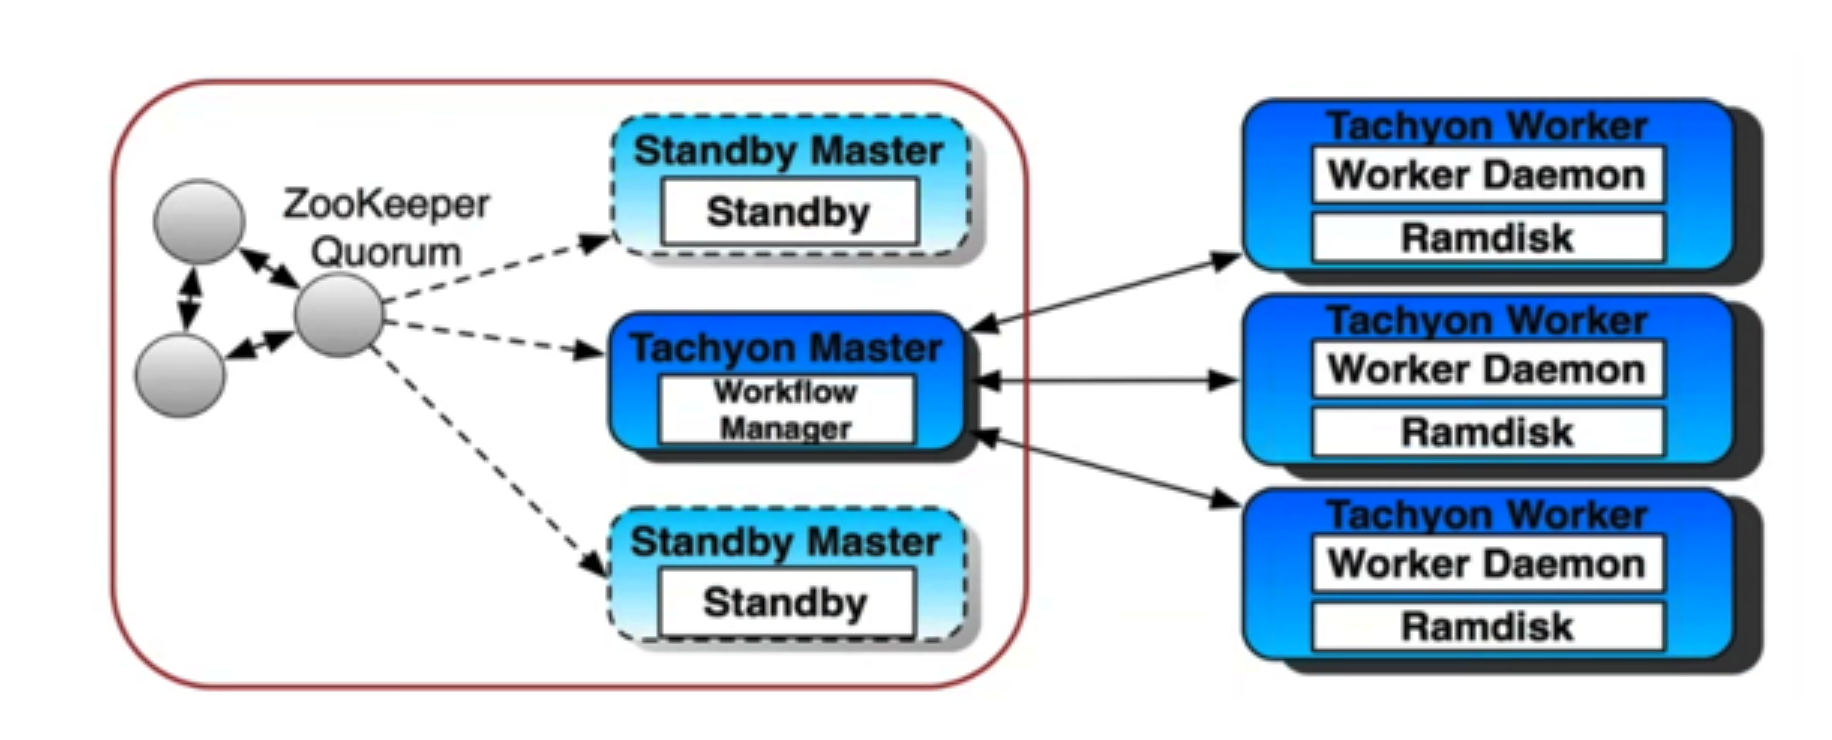 ZooKeeper
Quorum
Standby Master
Standby
Tachyon Master
Workflow
Manager
Standby Master
Standby
Tachyon Worker
Worker Daemon
Ramdisk
Tachyon Worker
Worker Daemon
Ramdisk
Tachyon Worker
Worker Daemon
Ramdisk